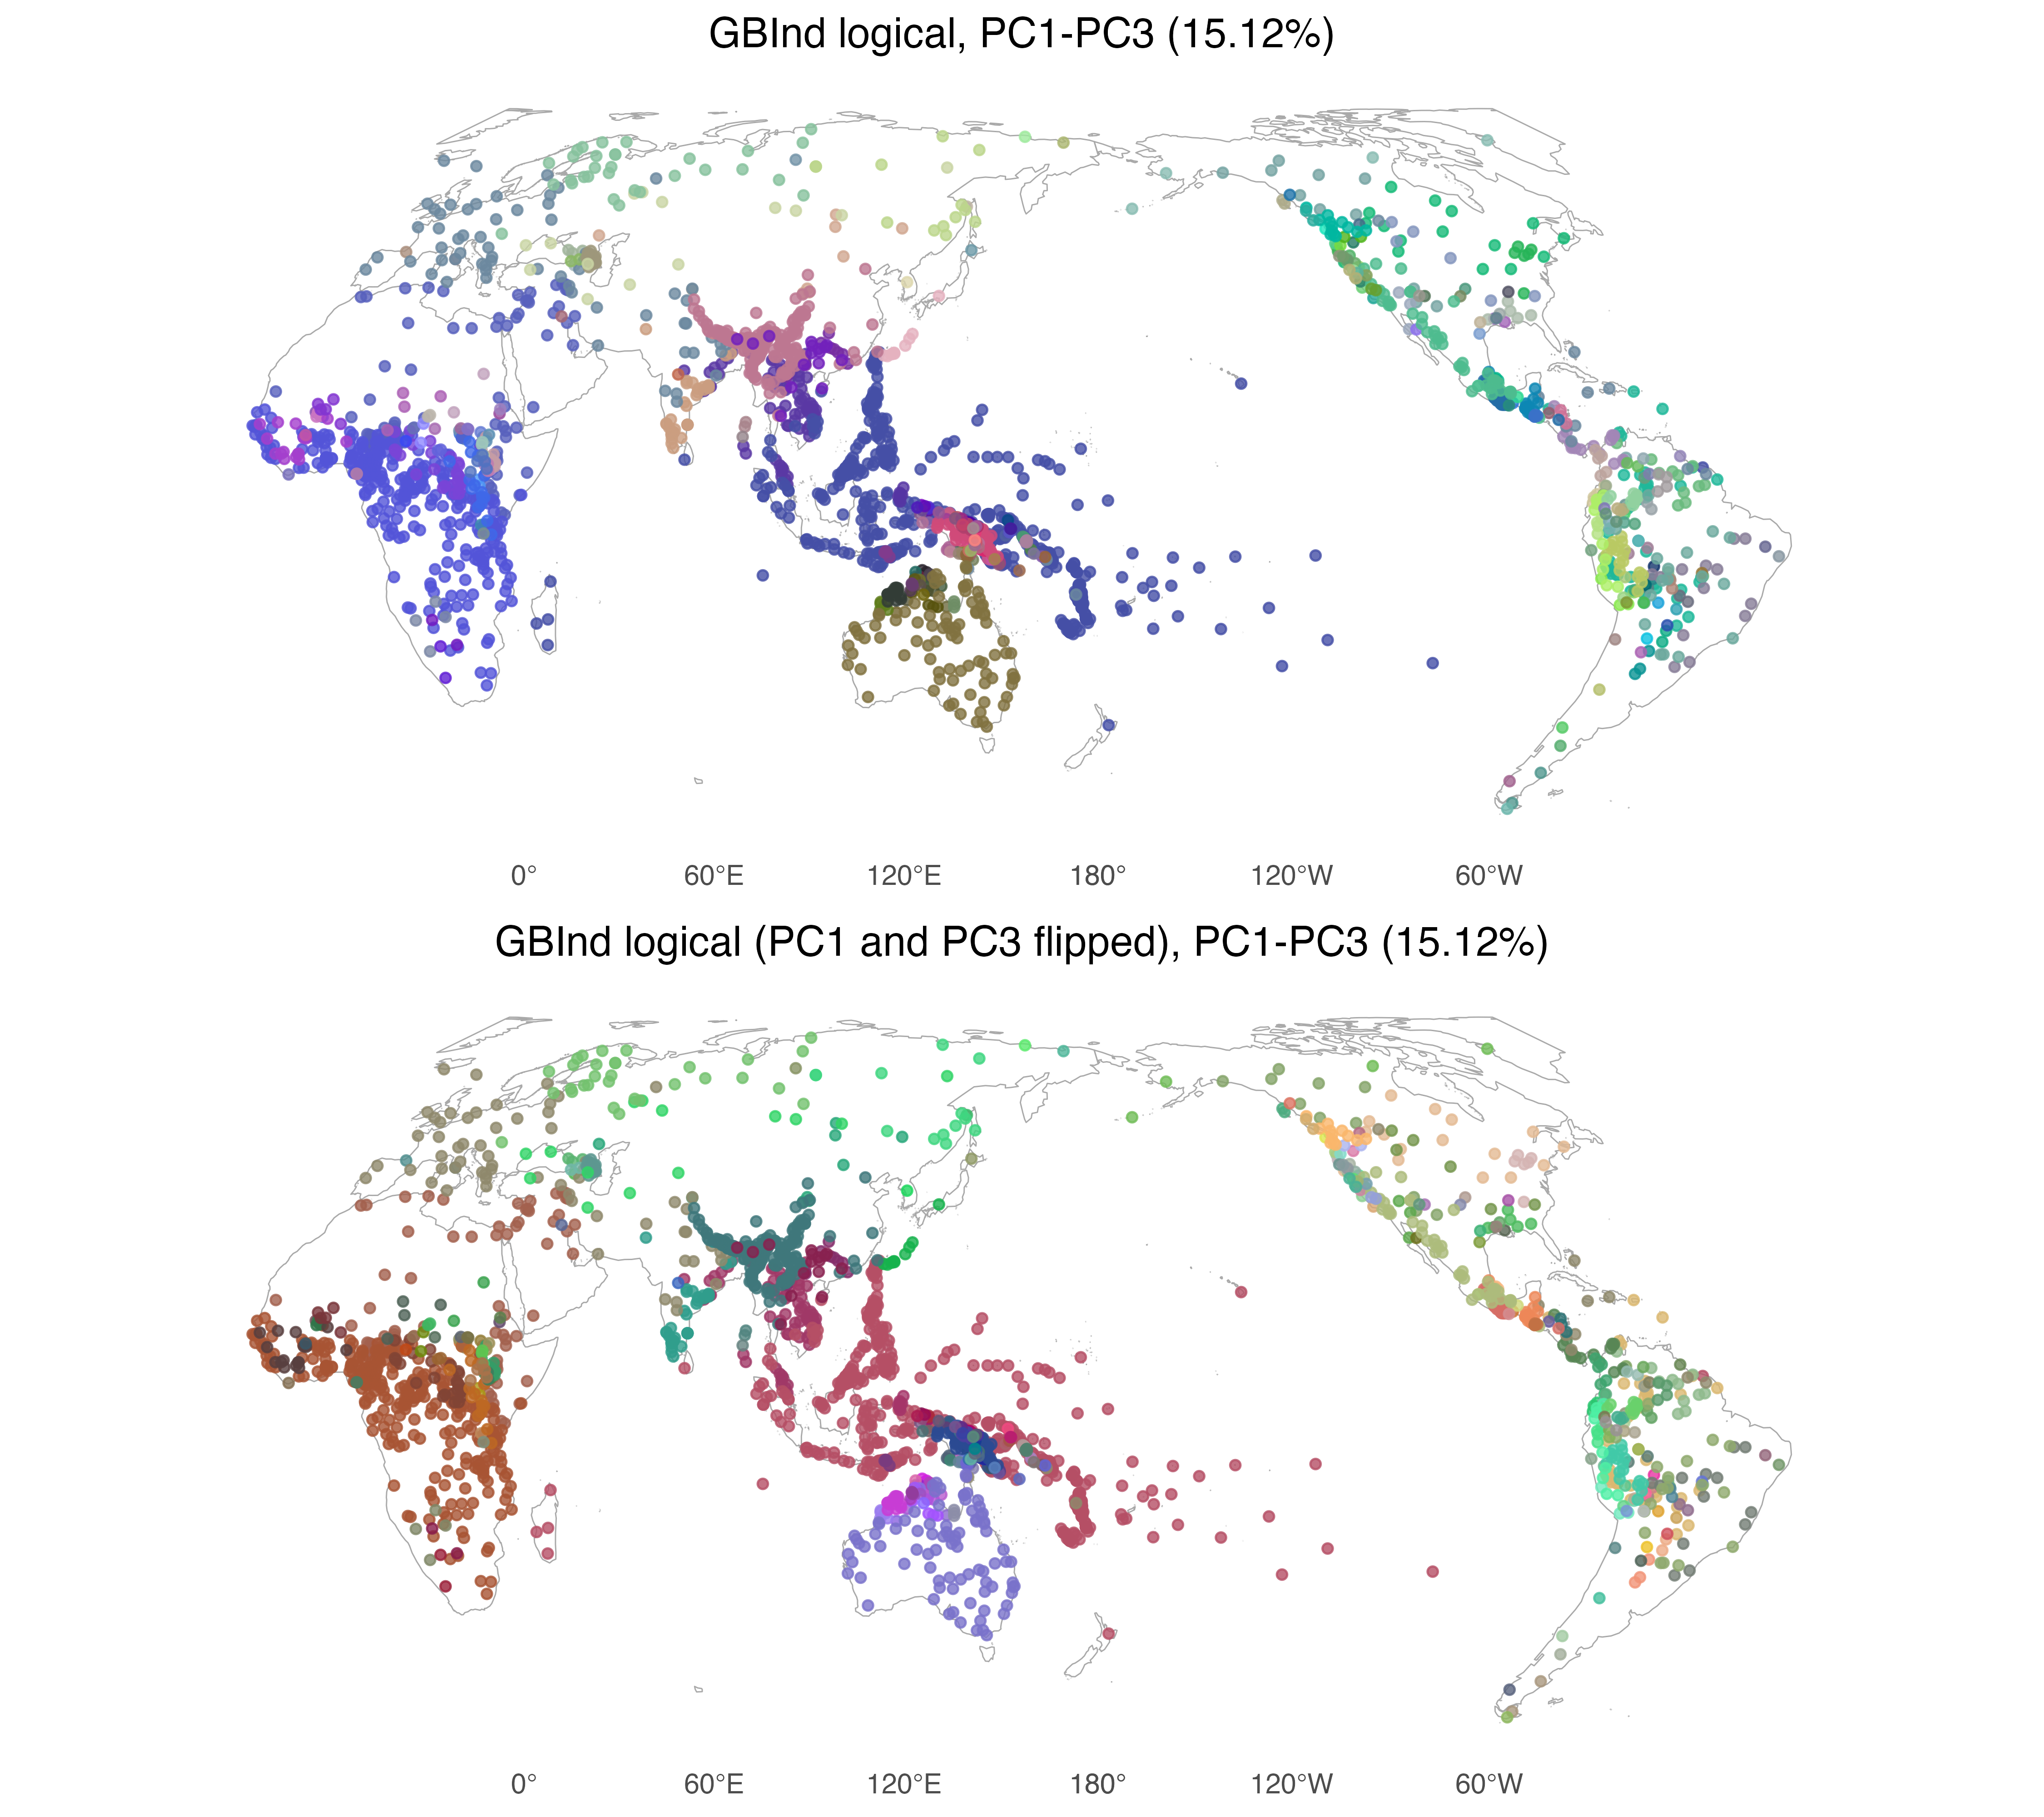 GBInd logical, PC1-PC3 (15.12%)
0° 60°E 120°E 180° 120°W 60°W
GBInd logical (PC1 and PC3 flipped), PC1-PC3 (15.12%)
0° 60°E 120°E 180° 120°W 60°W